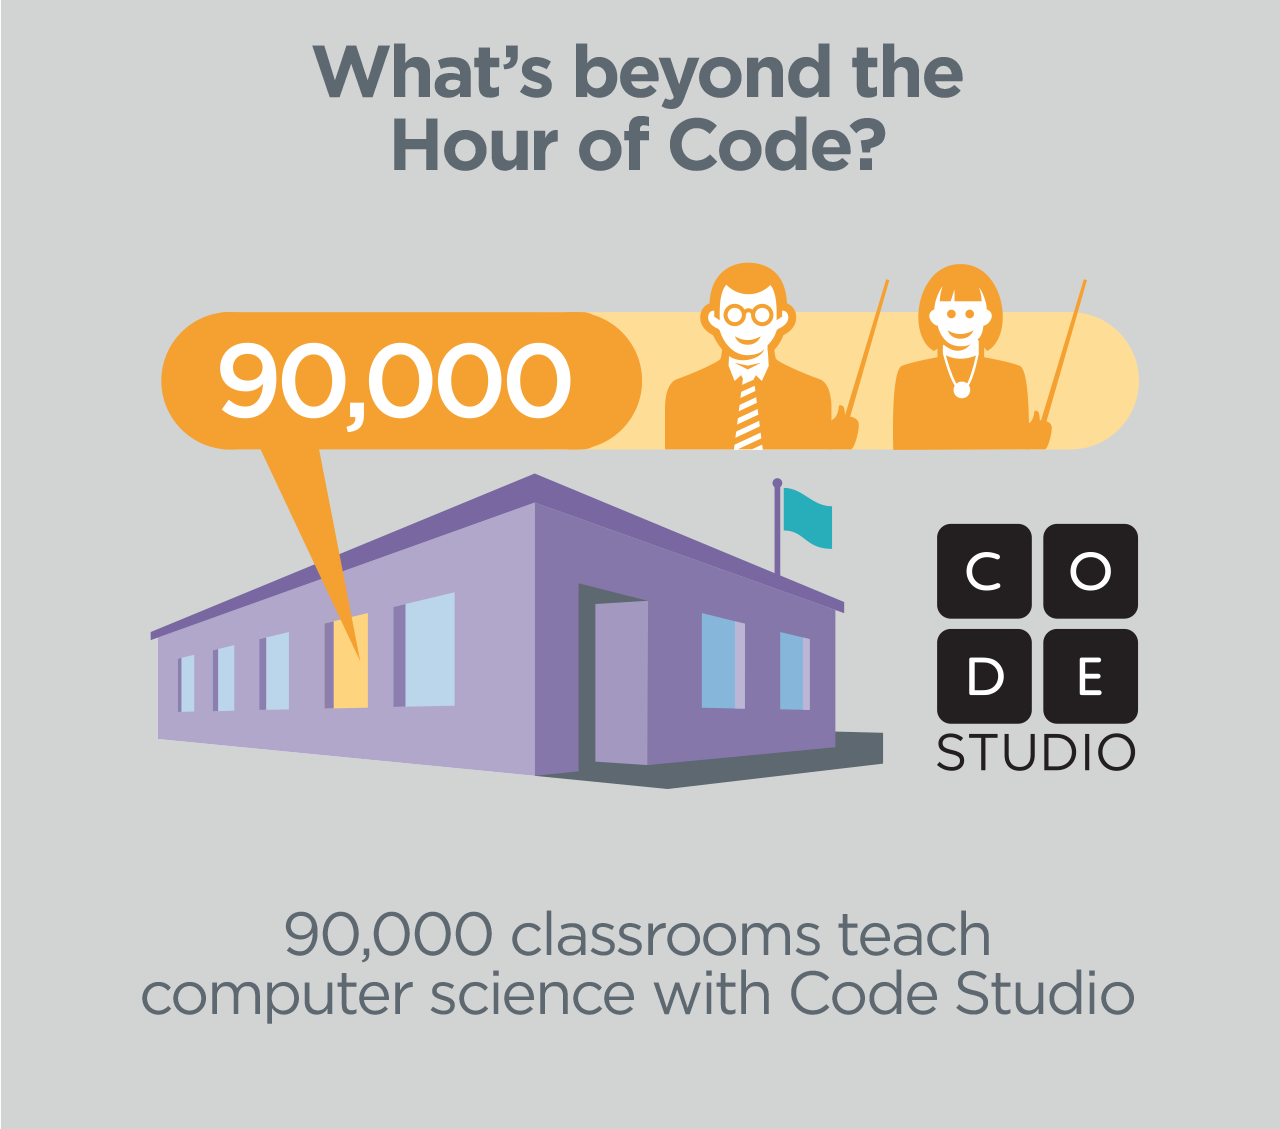 What’s beyond the
Hour of Code?
90,000
C O
D E
STUDIO
90,000 classrooms teach
computer science with Code Studio